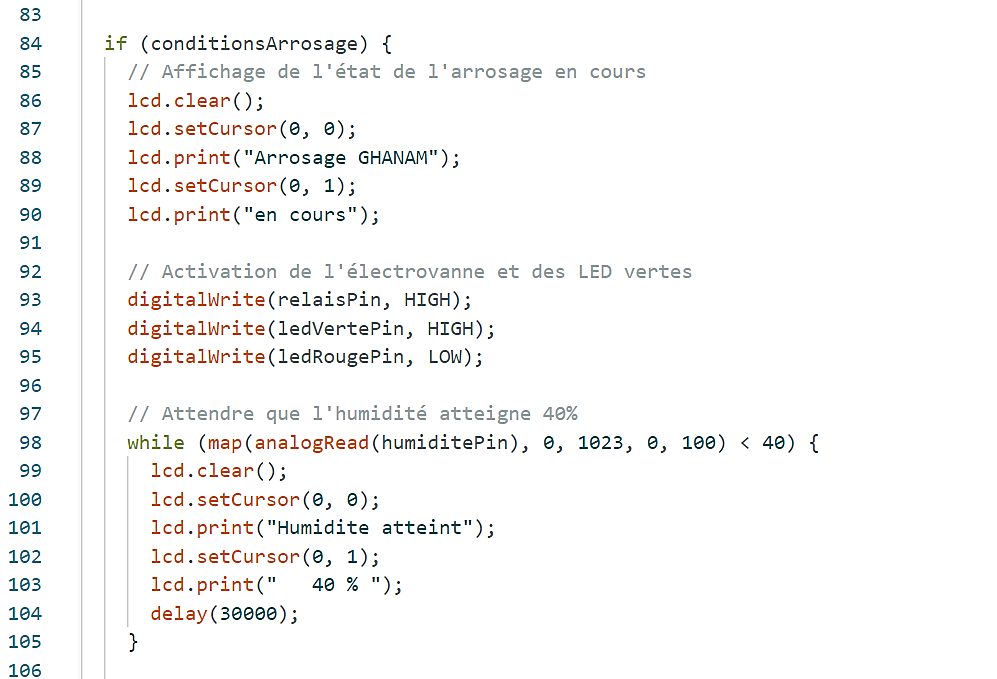 83
84 if (conditionsArrosage) {
85 // Affichage de l'état de l'arrosage en cours
86 lcd.clear();
87 lcd.setCursor(0, 0);
88 lcd.print("Arrosage GHANAM");
89 lcd.setCursor(0, 1);
90 lcd.print("en cours");
91
92 // Activation de l'électrovanne et des LED vertes
93 digitalWrite(relaisPin, HIGH);
94 digitalWrite(ledVertePin, HIGH);
95 digitalWrite(ledRougePin, LOW);
96
97 // Attendre que l'humidité atteigne 40%
98 while (map(analogRead(humiditePin), 0, 1023, 0, 100) < 40) {
99 lcd.clear();
100 lcd.setCursor(0, 0);
101 lcd.print("Humidite atteint");
102 lcd.setCursor(0, 1);
103 lcd.print("   40 % ");
104 delay(30000);
105 }
106